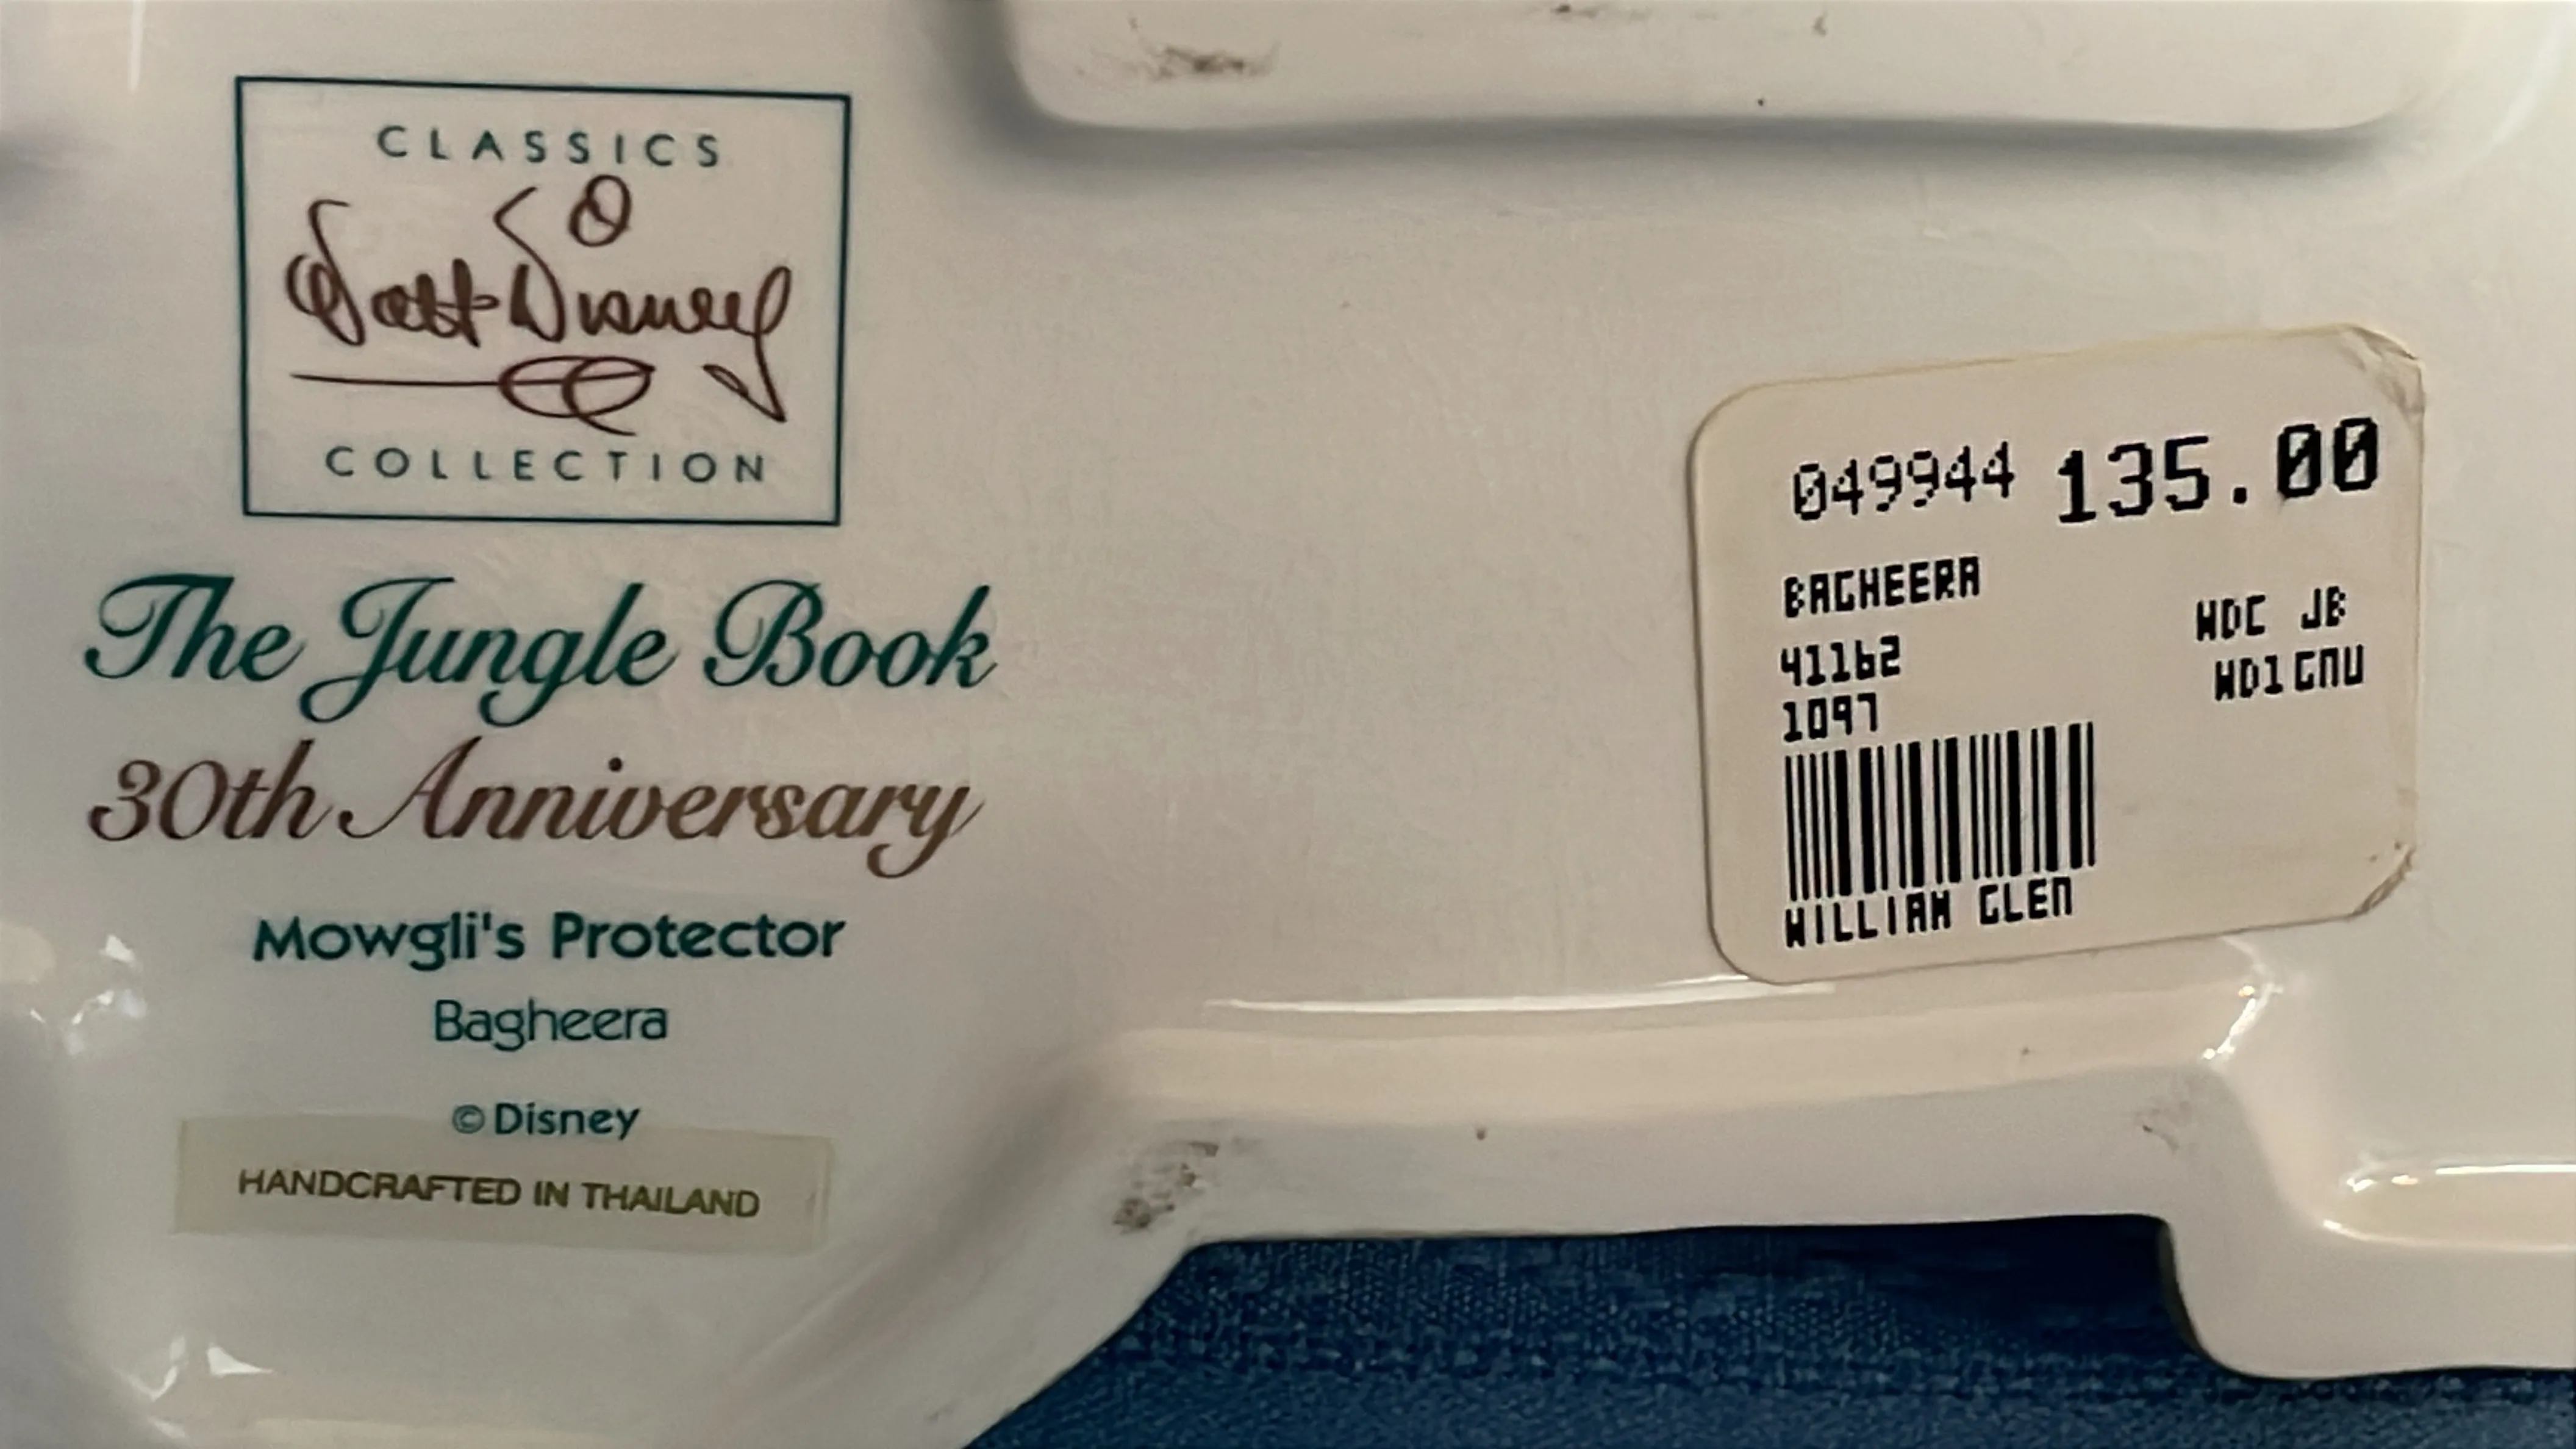 CLASSICS
Walt Disney
COLLECTION
The Jungle Book
30th Anniversary
Mowgli's Protector
Bagheera
©Disney
HANDCRAFTED IN THAILAND
049944 135.00
BAGHEERA
WDC JB
41162
WD1GNU
1097
WILLIAM GLEN